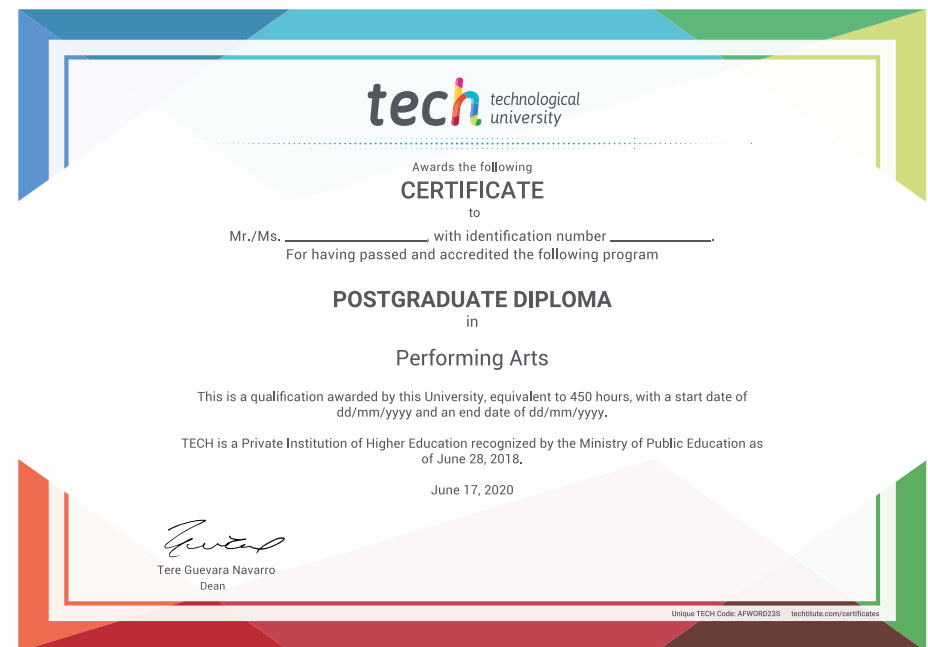 tech technological
university
Awards the following
CERTIFICATE
to
Mr./Ms. ____________, with identification number ____________.
For having passed and accredited the following program
POSTGRADUATE DIPLOMA
in
Performing Arts
This is a qualification awarded by this University, equivalent to 450 hours, with a start date of
dd/mm/yyyy and an end date of dd/mm/yyyy.
TECH is a Private Institution of Higher Education recognized by the Ministry of Public Education as
of June 28, 2018.
June 17, 2020
Tere Guevara Navarro
Dean
Unique TECH Code: AFWORD23S techtitute.com/certificates